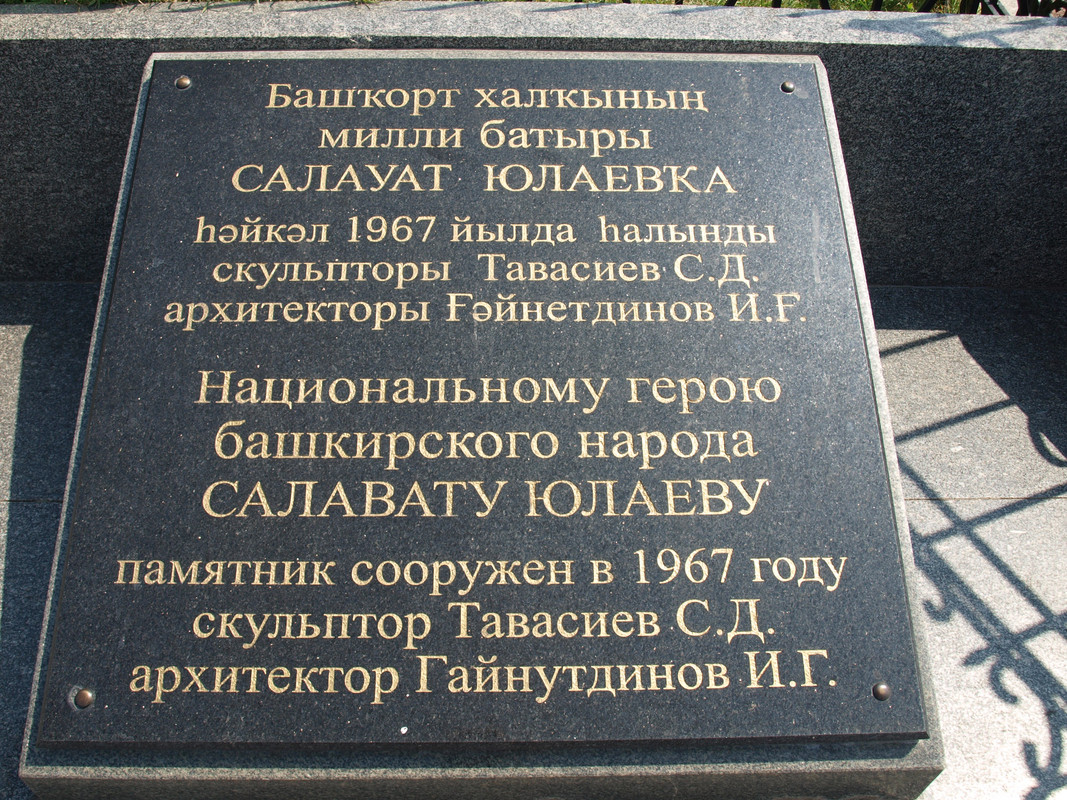 Башҡорт халҡының
милли батыры
САЛАУАТ ЮЛАЕВҠА
һәйкәл 1967 йылда һалынды
скульпторы Тавасиев С.Д.
архитекторы Ғәйнетдинов И.Ғ.
Национальному герою
башкирского народа
САЛАВАТУ ЮЛАЕВУ
памятник сооружен в 1967 году
скульптор Тавасиев С.Д.
архитектор Гайнутдинов И.Г.